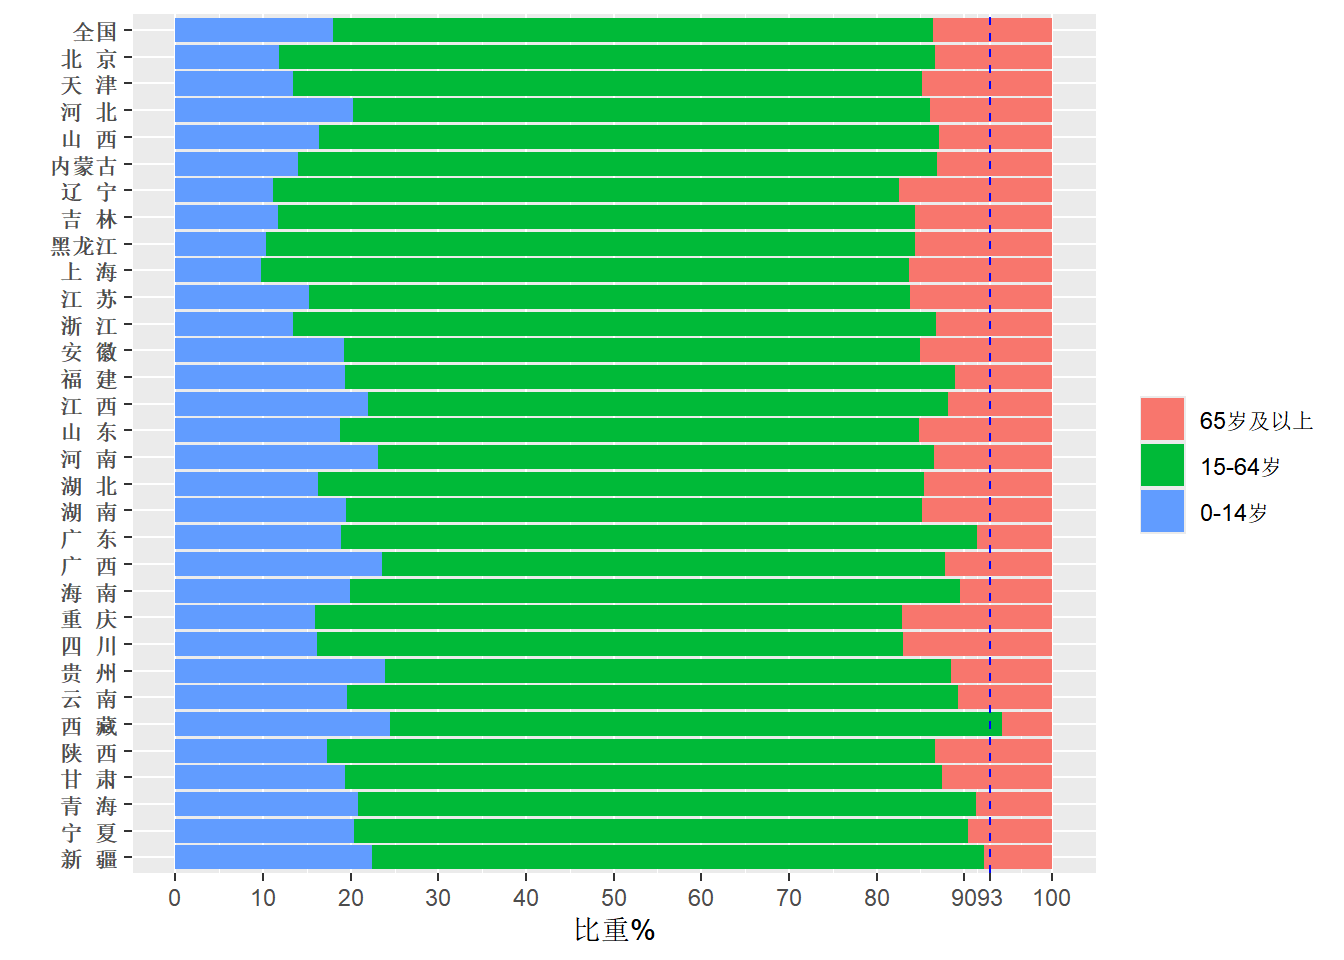 全国
北 京
天 津
河 北
山 西
内蒙古
辽 宁
吉 林
黑龙江
上 海
江 苏
浙 江
安 徽
福 建
江 西
山 东
河 南
湖 北
湖 南
广 东
广 西
海 南
重 庆
四 川
贵 州
云 南
西 藏
陕 西
甘 肃
青 海
宁 夏
新 疆
0 10 20 30 40 50 60 70 80 90 93 100
比重%
65岁及以上
15-64岁
0-14岁